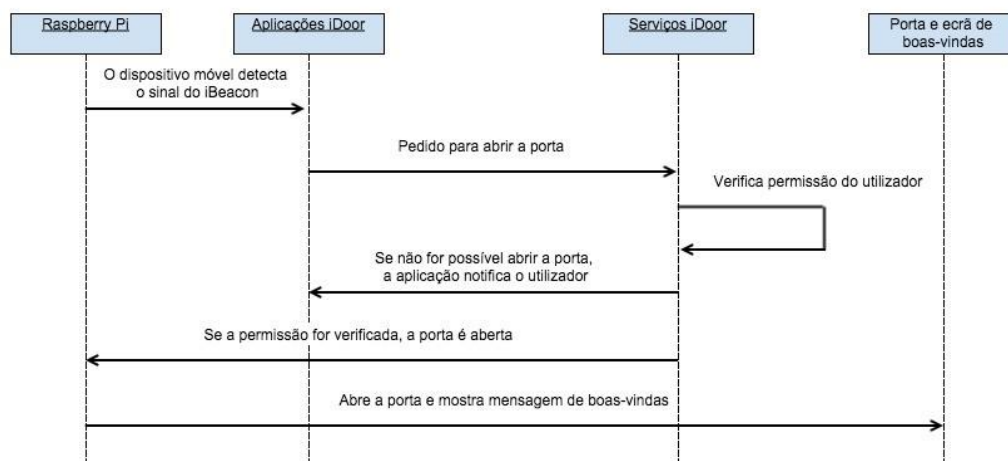 Raspberry Pi
Aplicações iDoor
Serviços iDoor
Porta e ecrã de
boas-vindas
O dispositivo móvel detecta
o sinal do iBeacon
Pedido para abrir a porta
Verifica permissão do utilizador
Se não for possível abrir a porta,
a aplicação notifica o utilizador
Se a permissão for verificada, a porta é aberta
Abre a porta e mostra mensagem de boas-vindas